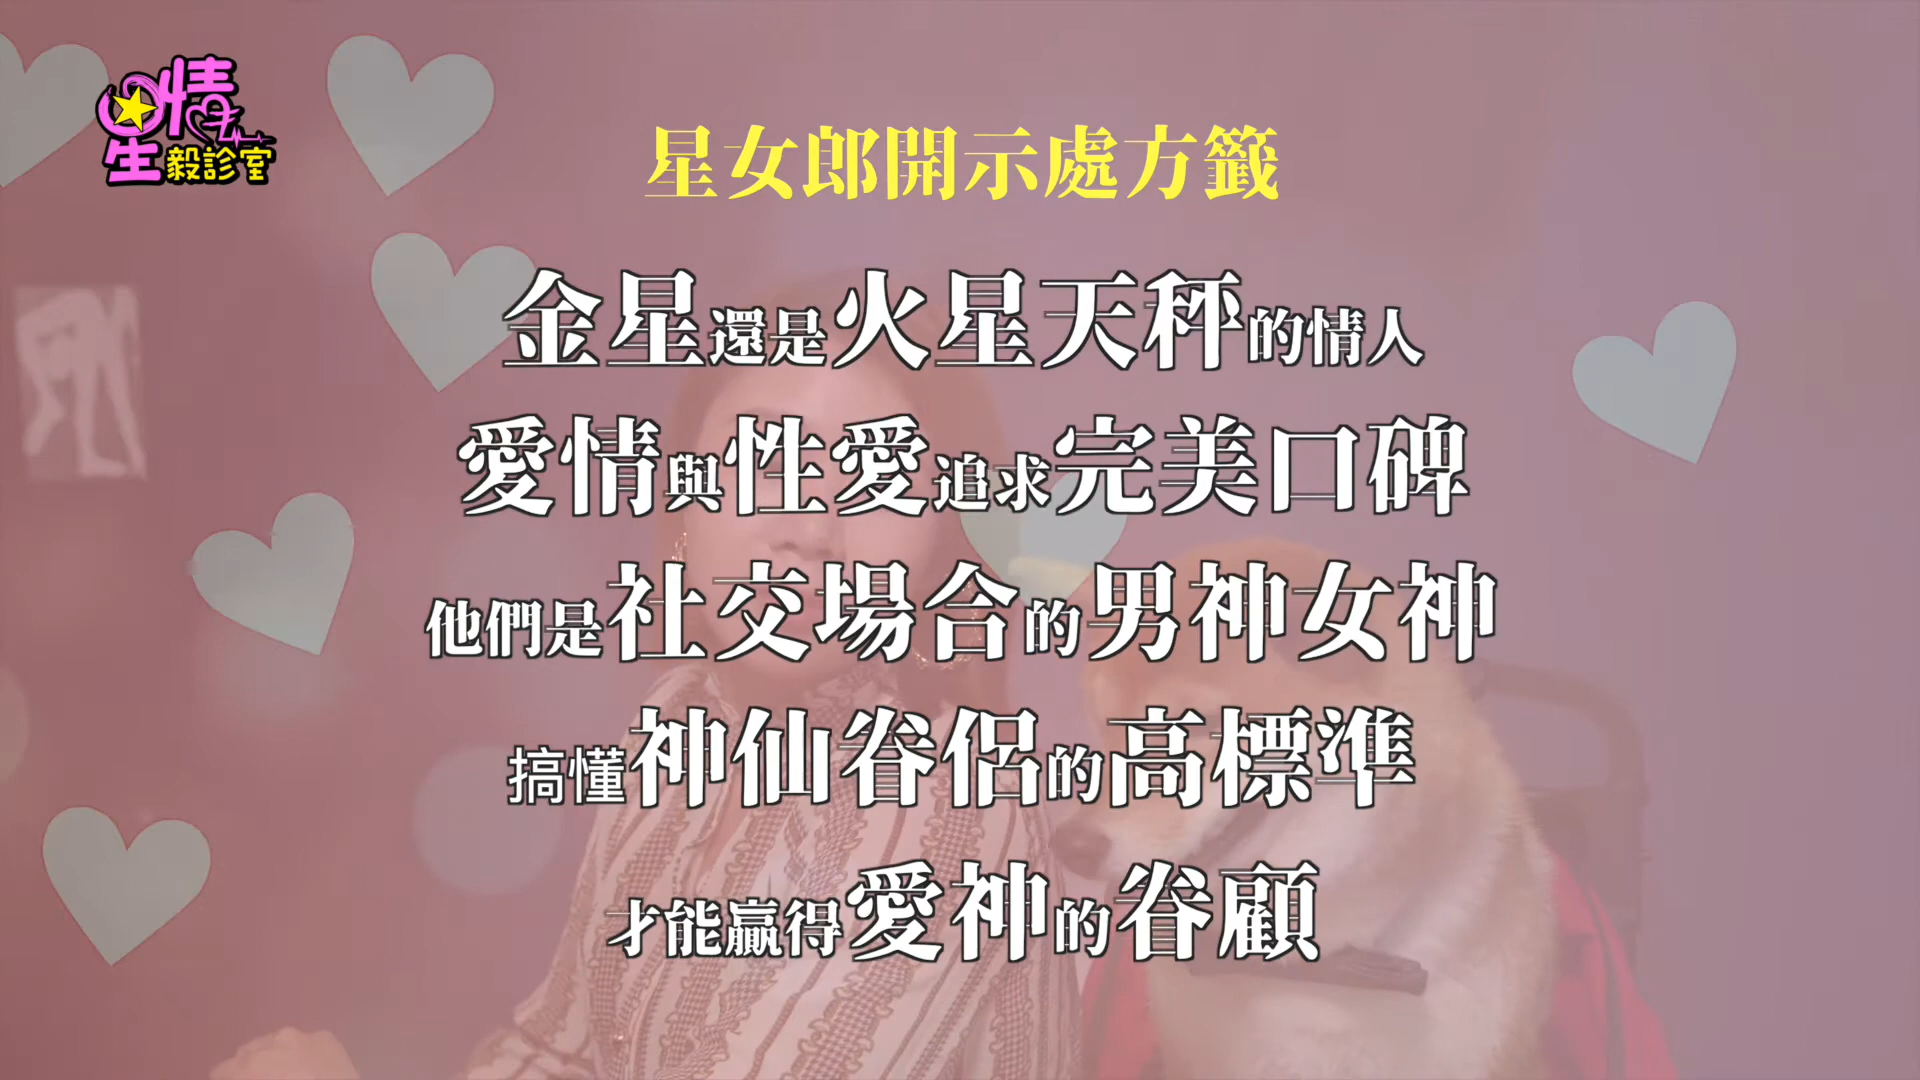 星情
毅診室
星女郎開示處方籤
金星還是火星天秤的情人
愛情與性愛追求完美口碑
他們是社交場合的男神女神
搞懂神仙眷侶的高標準
才能贏得愛神的眷顧